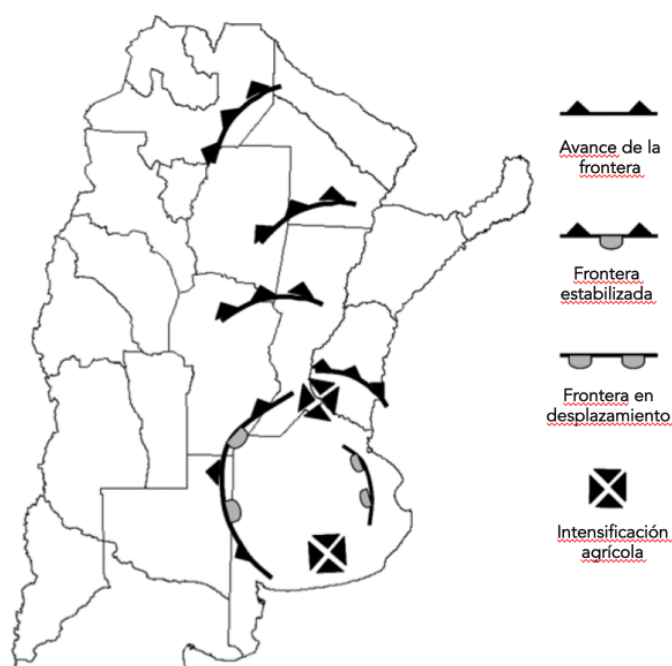 Avance de la
frontera
Frontera
estabilizada
Frontera en
desplazamiento
Intensificación
agrícola